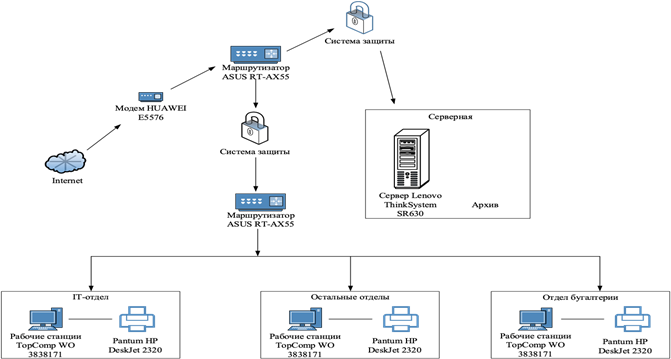 Система защиты
Маршрутизатор
ASUS RT-AX55
Модем HUAWEI
E5576
Internet
Система защиты
Серверная
Сервер Lenovo
ThinkSystem
SR630
Архив
Маршрутизатор
ASUS RT-AX55
IT-отдел
Рабочие станции
TopComp WO
3838171
Pantum HP
DeskJet 2320
Остальные отделы
Рабочие станции
TopComp WO
3838171
Pantum HP
DeskJet 2320
Отдел бугалтерии
Рабочие станции
TopComp WO
3838171
Pantum HP
DeskJet 2320